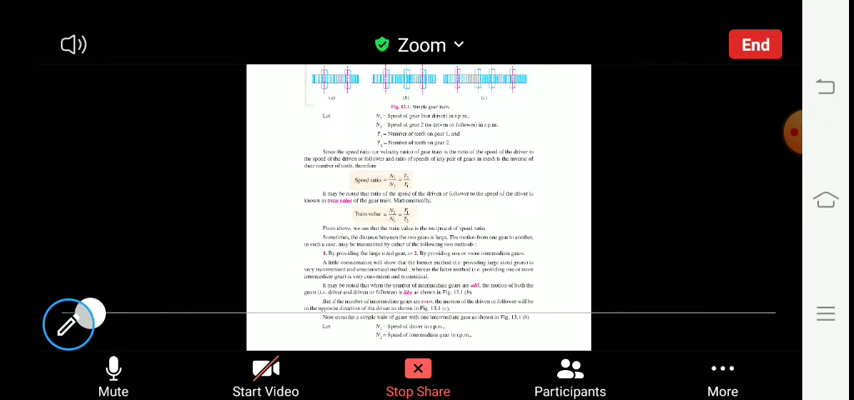 Zoom
End
(a) (b) (c)
Fig. 13.1. Simple gear train.
Let N₁ = Speed of gear 1(or driver) in r.p.m.,
N₂ = Speed of gear 2 (or driven or follower) in r.p.m.,
T₁ = Number of teeth on gear 1, and
T₂ = Number of teeth on gear 2.
Since the speed ratio (or velocity ratio) of gear train is the ratio of the speed of the driver to
the speed of the driven or follower and ratio of speeds of any pair of gears in mesh is the inverse of
their number of teeth, therefore
Speed ratio = N₁/N₂ = T₂/T₁
It may be noted that ratio of the speed of the driven or follower to the speed of the driver is
known as train value of the gear train. Mathematically,
Train value = N₂/N₁ = T₁/T₂
From above, we see that the train value is the reciprocal of speed ratio.
Sometimes, the distance between the two gears is large. The motion from one gear to another,
in such a case, may be transmitted by either of the following two methods :
1. By providing the large sized gear, or 2. By providing one or more intermediate gears.
A little consideration will show that the former method (i.e. providing large sized gears) is
very inconvenient and uneconomical method ; whereas the latter method (i.e. providing one or more
intermediate gear) is very convenient and economical.
It may be noted that when the number of intermediate gears are odd, the motion of both the
gears (i.e. driver and driven or follower) is like as shown in Fig. 13.1 (b).
But if the number of intermediate gears are even, the motion of the driven or follower will be
in the opposite direction of the driver as shown in Fig. 13.1 (c).
Now consider a simple train of gears with one intermediate gear as shown in Fig. 13.1 (b).
Let N₁ = Speed of driver in r.p.m.,
N₂ = Speed of intermediate gear in r.p.m.,
Mute Start Video Stop Share Participants More